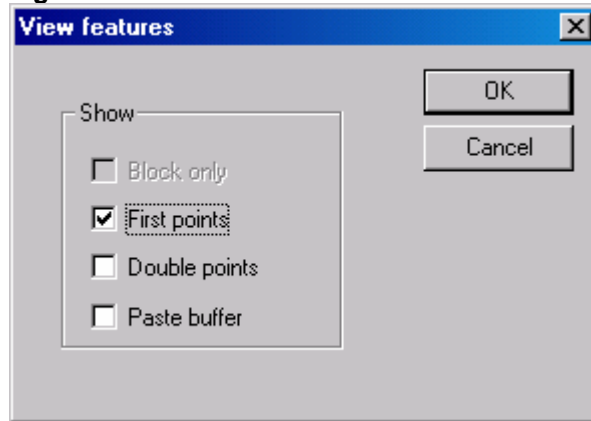 View features
OK
Cancel
Show
Block only
First points
Double points
Paste buffer